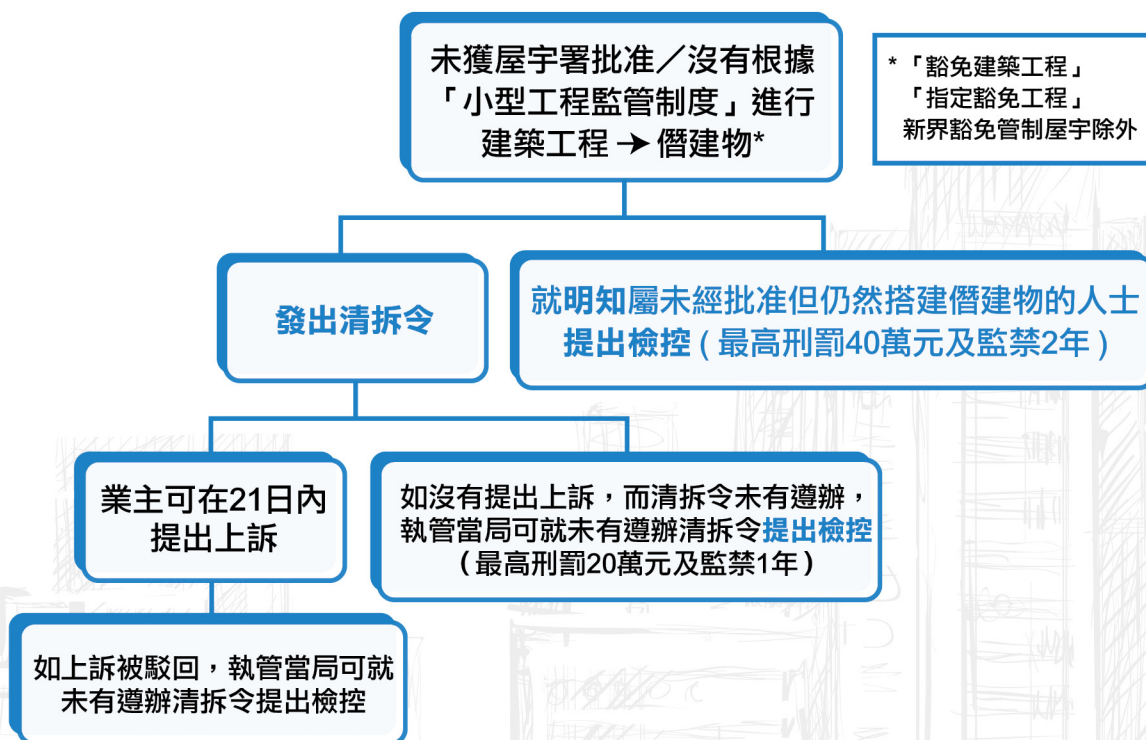 未獲屋宇署批准／沒有根據
「小型工程監管制度」進行
建築工程 → 僭建物*
*「豁免建築工程」
「指定豁免工程」
新界豁免管制屋宇除外
發出清拆令
就明知屬未經批准但仍然搭建僭建物的人士
提出檢控（最高刑罰40萬元及監禁2年）
業主可在21日內
提出上訴
如沒有提出上訴，而清拆令未有遵辦，
執管當局可就未有遵辦清拆令提出檢控
（最高刑罰20萬元及監禁1年）
如上訴被駁回，執管當局可就
未有遵辦清拆令提出檢控